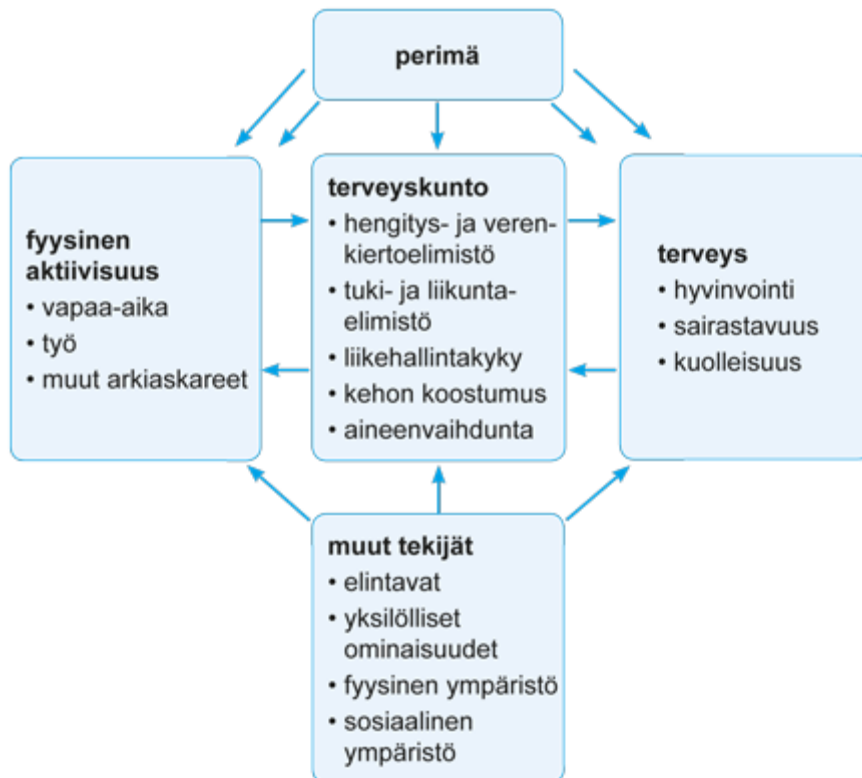 perimä
fyysinen
aktiivisuus
• vapaa-aika
• työ
• muut arkiaskareet
terveyskunto
• hengitys- ja veren-
kiertoelimistö
• tuki- ja liikunta-
elimistö
• liikehallintakyky
• kehon koostumus
• aineenvaihdunta
terveys
• hyvinvointi
• sairastavuus
• kuolleisuus
muut tekijät
• elintavat
• yksilölliset
ominaisuudet
• fyysinen ympäristö
• sosiaalinen
ympäristö